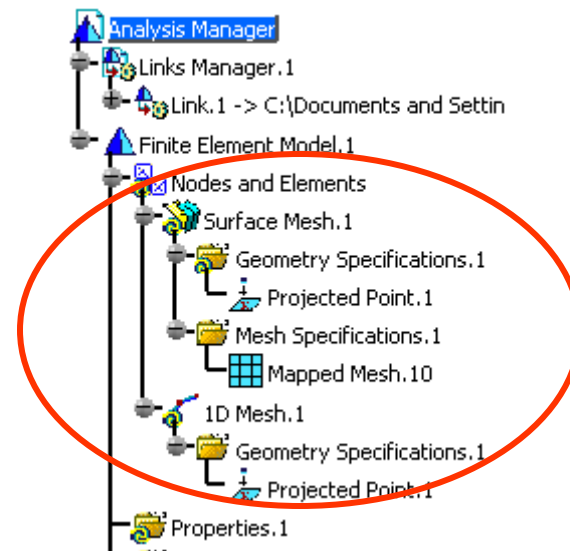 Analysis Manager
Links Manager.1
Link.1 -> C:\Documents and Settin
Finite Element Model.1
Nodes and Elements
Surface Mesh.1
Geometry Specifications.1
Projected Point.1
Mesh Specifications.1
Mapped Mesh.10
1D Mesh.1
Geometry Specifications.1
Projected Point.1
Properties.1